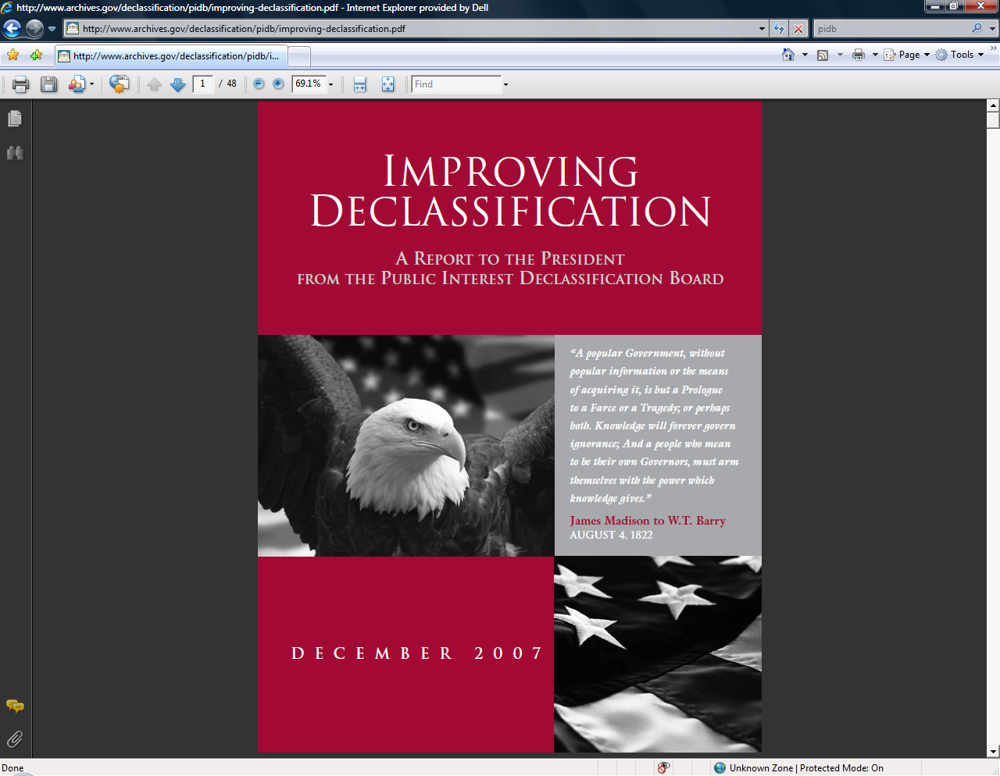 http://www.archives.gov/declassification/pidb/improving-declassification.pdf - Internet Explorer provided by Dell
http://www.archives.gov/declassification/pidb/improving-declassification.pdf
pidb
http://www.archives.gov/declassification/pidb/i...
Page
Tools
1 / 48
69.1%
Find
IMPROVING
DECLASSIFICATION
A REPORT TO THE PRESIDENT
FROM THE PUBLIC INTEREST DECLASSIFICATION BOARD
“A popular Government, without
popular information or the means
of acquiring it, is but a Prologue
to a Farce or a Tragedy; or perhaps
both. Knowledge will forever govern
ignorance; And a people who mean
to be their own Governors, must arm
themselves with the power which
knowledge gives.”
James Madison to W.T. Barry
AUGUST 4, 1822
DECEMBER 2007
Done
Unknown Zone | Protected Mode: On